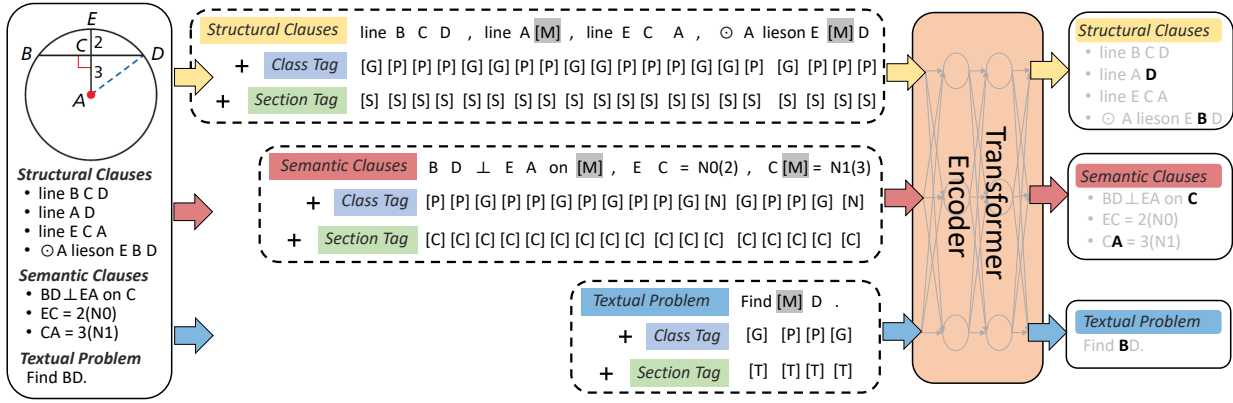 E
C 2
B D
3
A
Structural Clauses
• line B C D
• line A D
• line E C A
• ⊙ A lieson E B D
Semantic Clauses
• BD⊥EA on C
• EC = 2(N0)
• CA = 3(N1)
Textual Problem
Find BD.
Structural Clauses line B C D , line A [M] , line E C A , ⊙ A lieson E [M] D
+ Class Tag [G] [P] [P] [P] [G] [G] [P] [P] [G] [G] [P] [P] [P] [G] [G] [P] [P] [P]
+ Section Tag [S] [S] [S] [S] [S] [S] [S] [S] [S] [S] [S] [S] [S] [S] [S] [S] [S] [S]
Semantic Clauses B D ⊥ E A on [M] , E C = N0(2) , C [M] = N1(3)
+ Class Tag [P] [P] [G] [P] [P] [G] [P] [G] [P] [P] [G] [N] [G] [P] [P] [G] [N]
+ Section Tag [C] [C] [C] [C] [C] [C] [C] [C] [C] [C] [C] [C] [C] [C] [C] [C] [C]
Textual Problem Find [M] D .
+ Class Tag [G] [P] [P] [G]
+ Section Tag [T] [T] [T] [T]
Transformer
Encoder
Structural Clauses
• line B C D
• line A D
• line E C A
• ⊙ A lieson E B D
Semantic Clauses
• BD⊥EA on C
• EC = 2(N0)
• CA = 3(N1)
Textual Problem
Find BD.